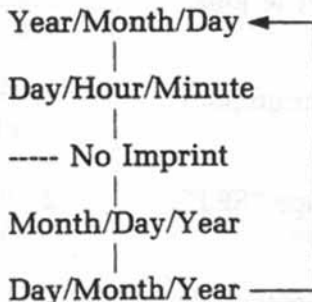 Year/Month/Day
Day/Hour/Minute
----- No Imprint
Month/Day/Year
Day/Month/Year